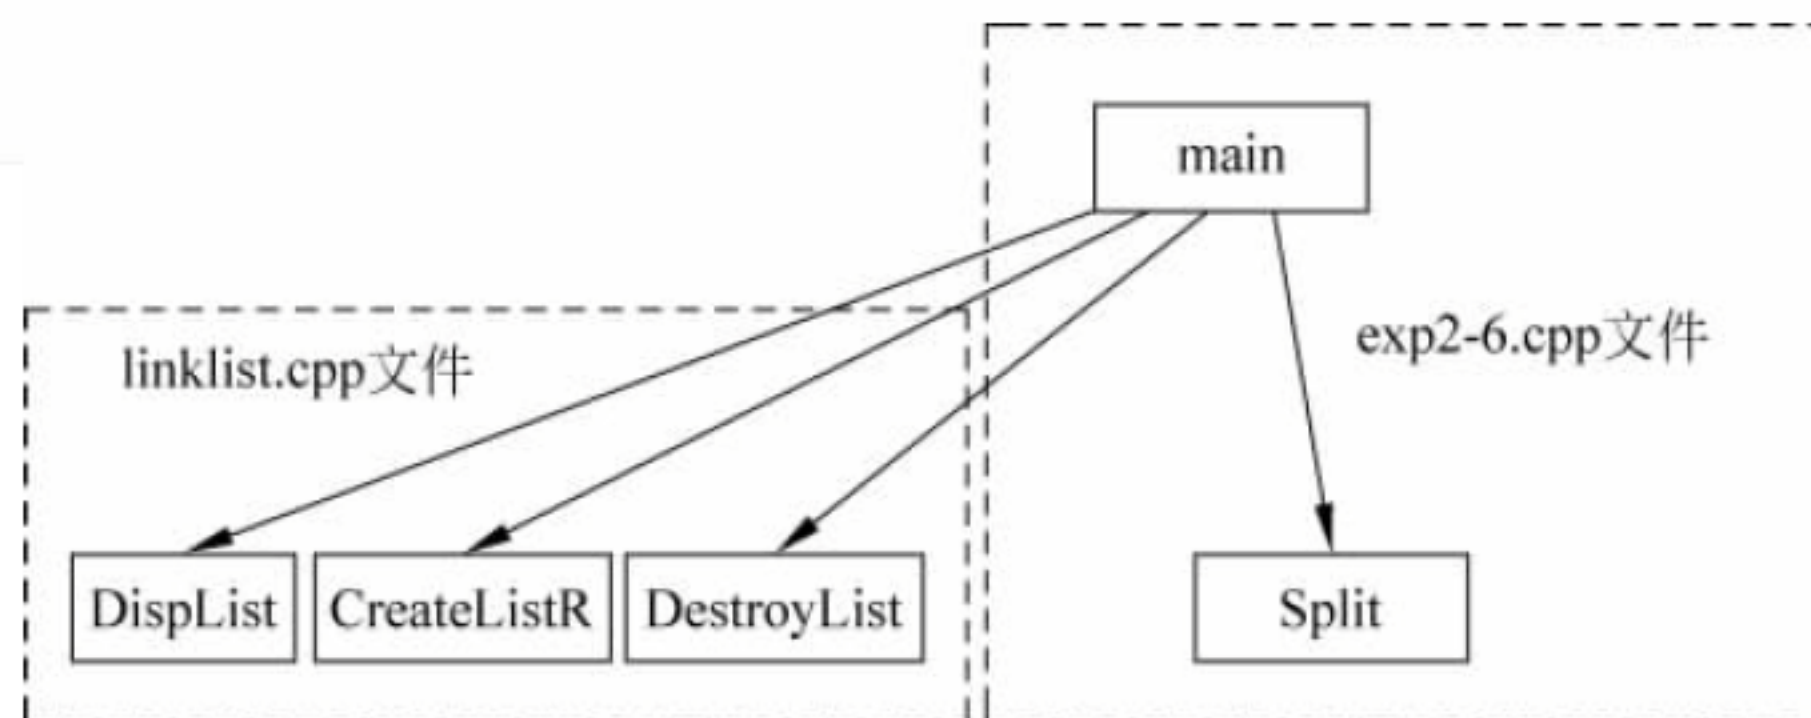 main
exp2-6.cpp文件
linklist.cpp文件
DispList
CreateListR
DestroyList
Split